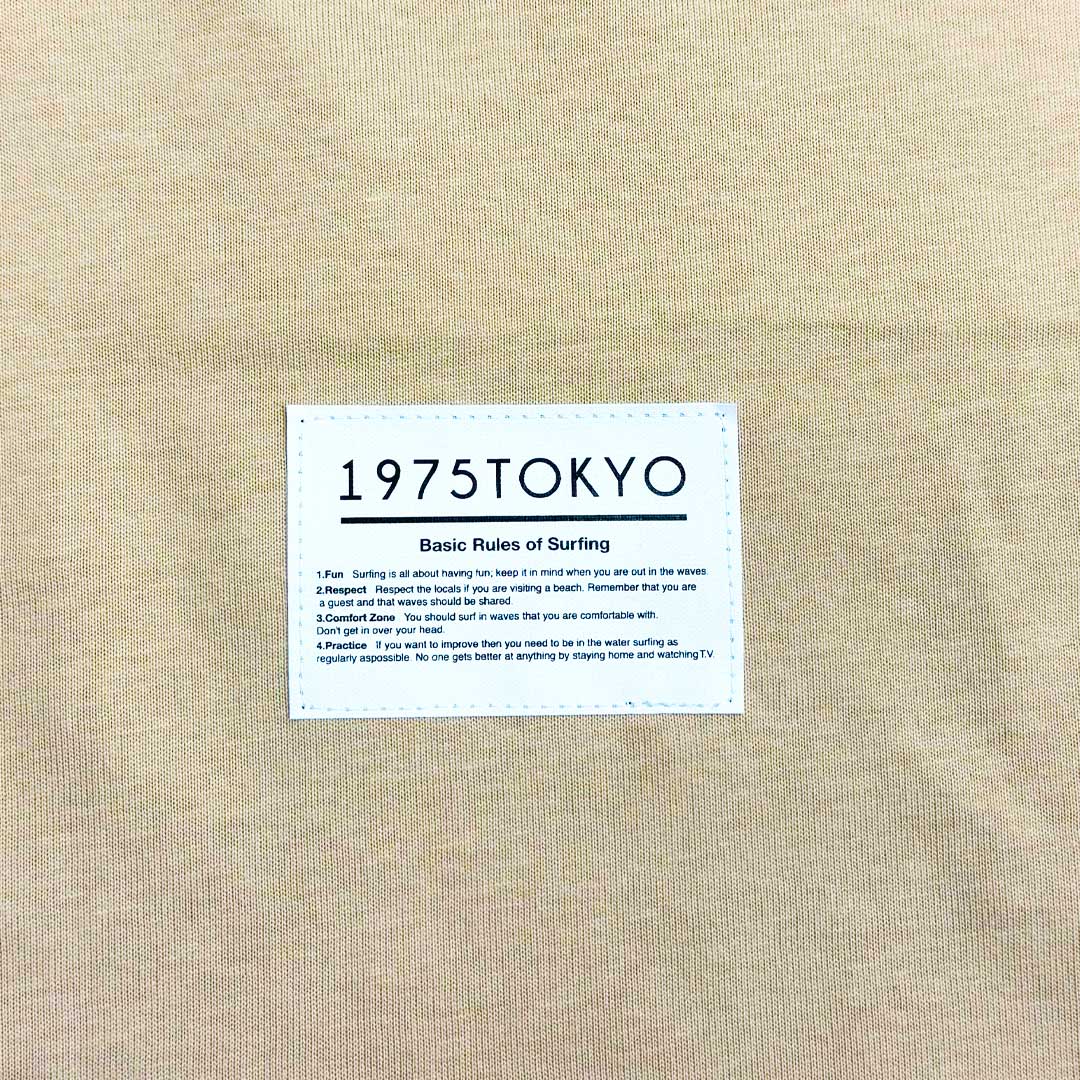 1975TOKYO
Basic Rules of Surfing
1.Fun Surfing is all about having fun; keep it in mind when you are out in the waves.
2.Respect Respect the locals if you are visiting a beach. Remember that you are
a guest and that waves should be shared.
3.Comfort Zone You should surf in waves that you are comfortable with.
Don't get in over your head.
4.Practice If you want to improve then you need to be in the water surfing as
regularly aspossible. No one gets better at anything by staying home and watching T.V.